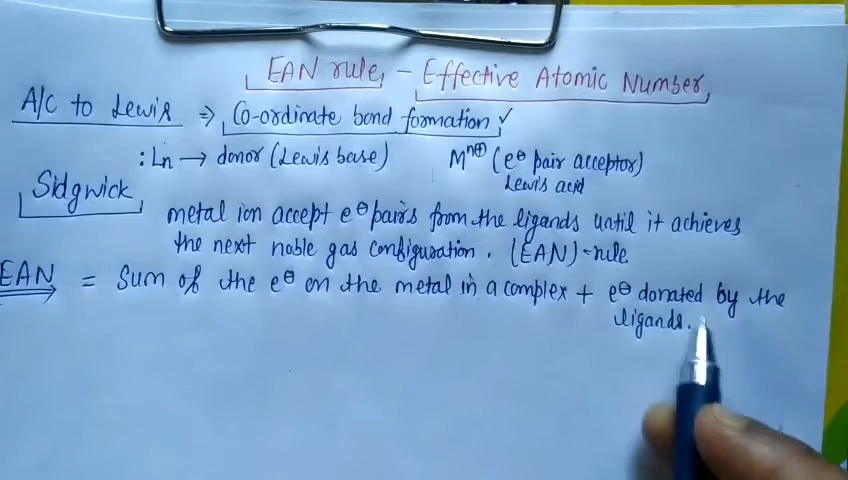 EAN rule - Effective Atomic Number
A/C to Lewis ⇒ Co-ordinate bond formation ✓
:Ln → donor (Lewis base) Mⁿ⊕ (e⊖ pair acceptor)
Lewis acid
Sidgwick
metal ion accept e⊖ pairs from the ligands until it achieves
the next noble gas configuration. (EAN)-rule
EAN = Sum of the e⊖ on the metal in a complex + e⊖ donated by the
ligands.